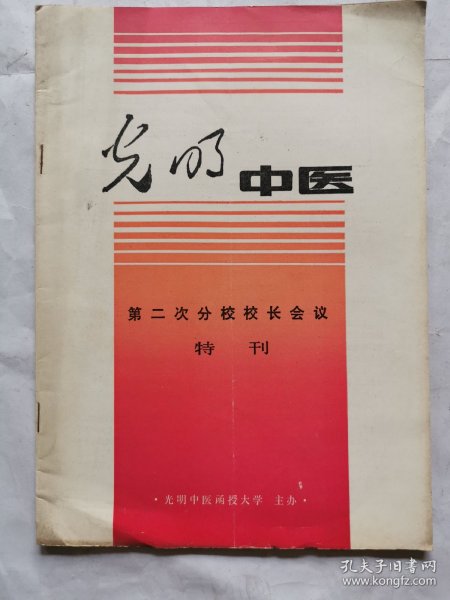 光明中医
第二次分校校长会议
特刊
·光明中医函授大学 主办·
孔夫子旧书网
www.kongfz.com